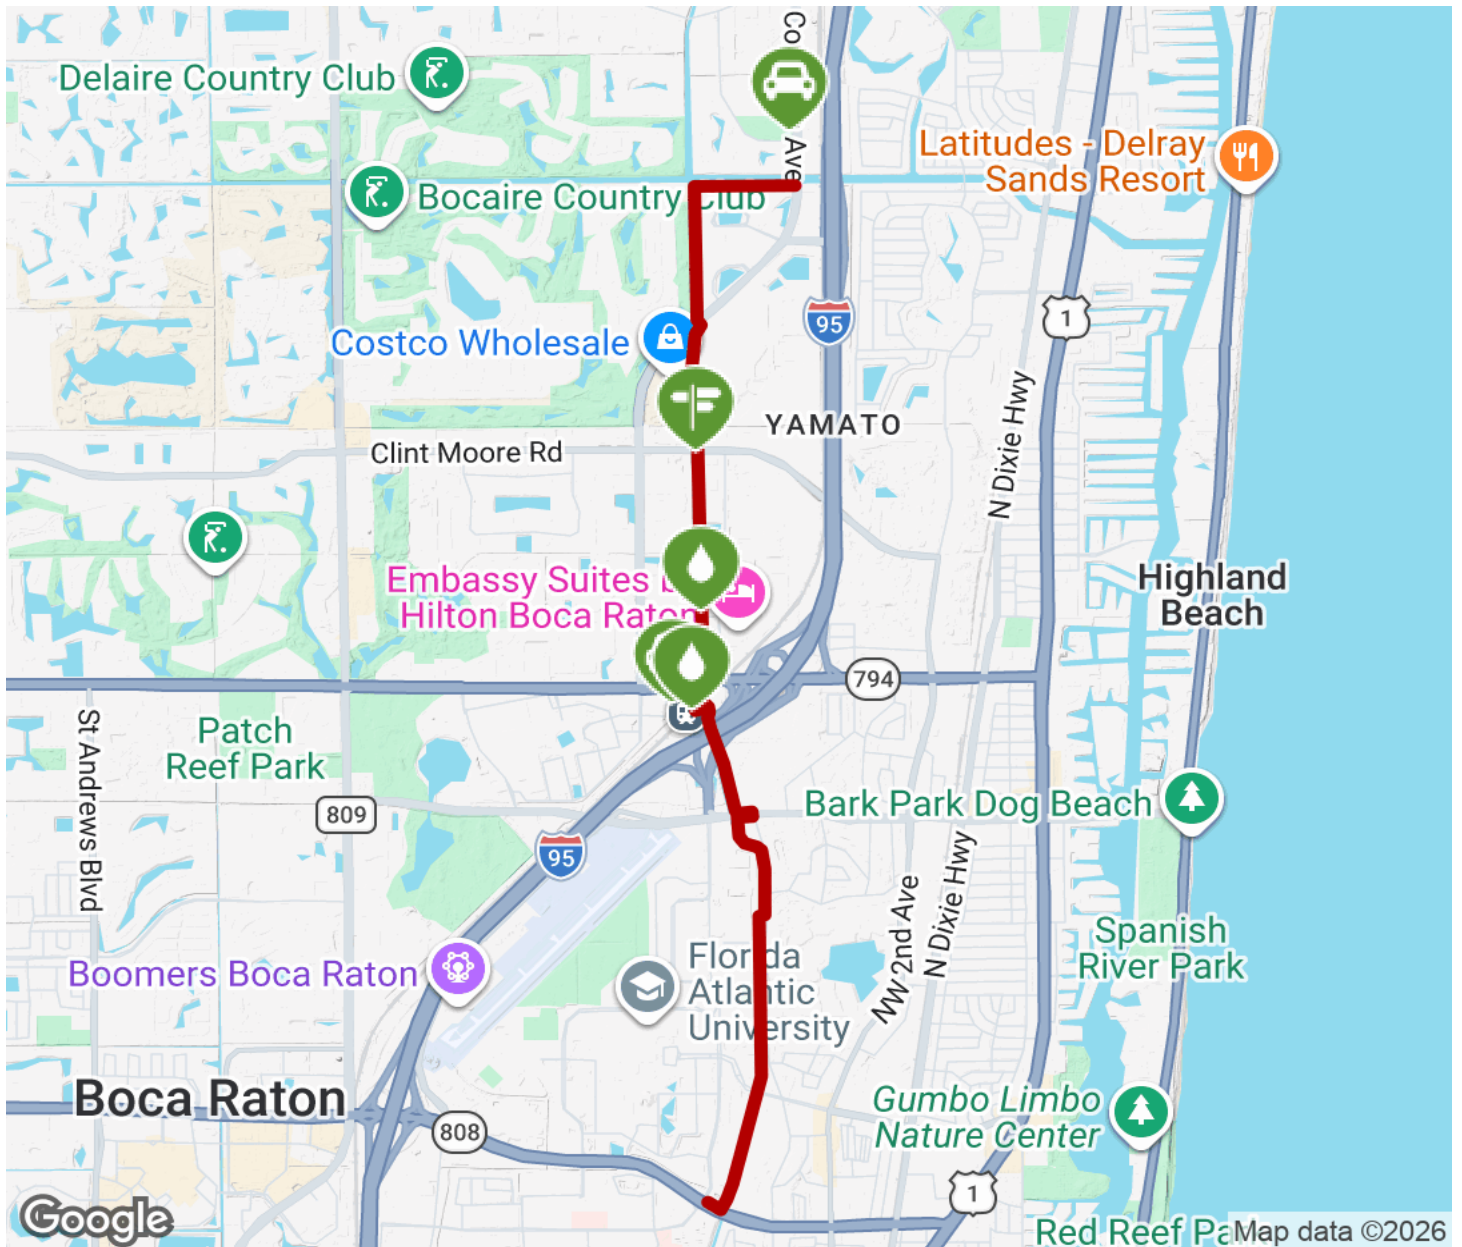 Co
Delaire Country Club
Latitudes - Delray
Sands Resort
Ave
Bocaire Country Club
95
1
Costco Wholesale
N Dixie Hwy
YAMATO
Clint Moore Rd
Embassy Suites b
Hilton Boca Raton
Highland
Beach
794
St Andrews Blvd
Patch
Reef Park
809
Bark Park Dog Beach
95
NW 2nd Ave
N Dixie Hwy
Spanish
River Park
Florida
Atlantic
University
Boomers Boca Raton
Boca Raton
808
Gumbo Limbo
Nature Center
1
Red Reef Pa
Google
Map data ©2026